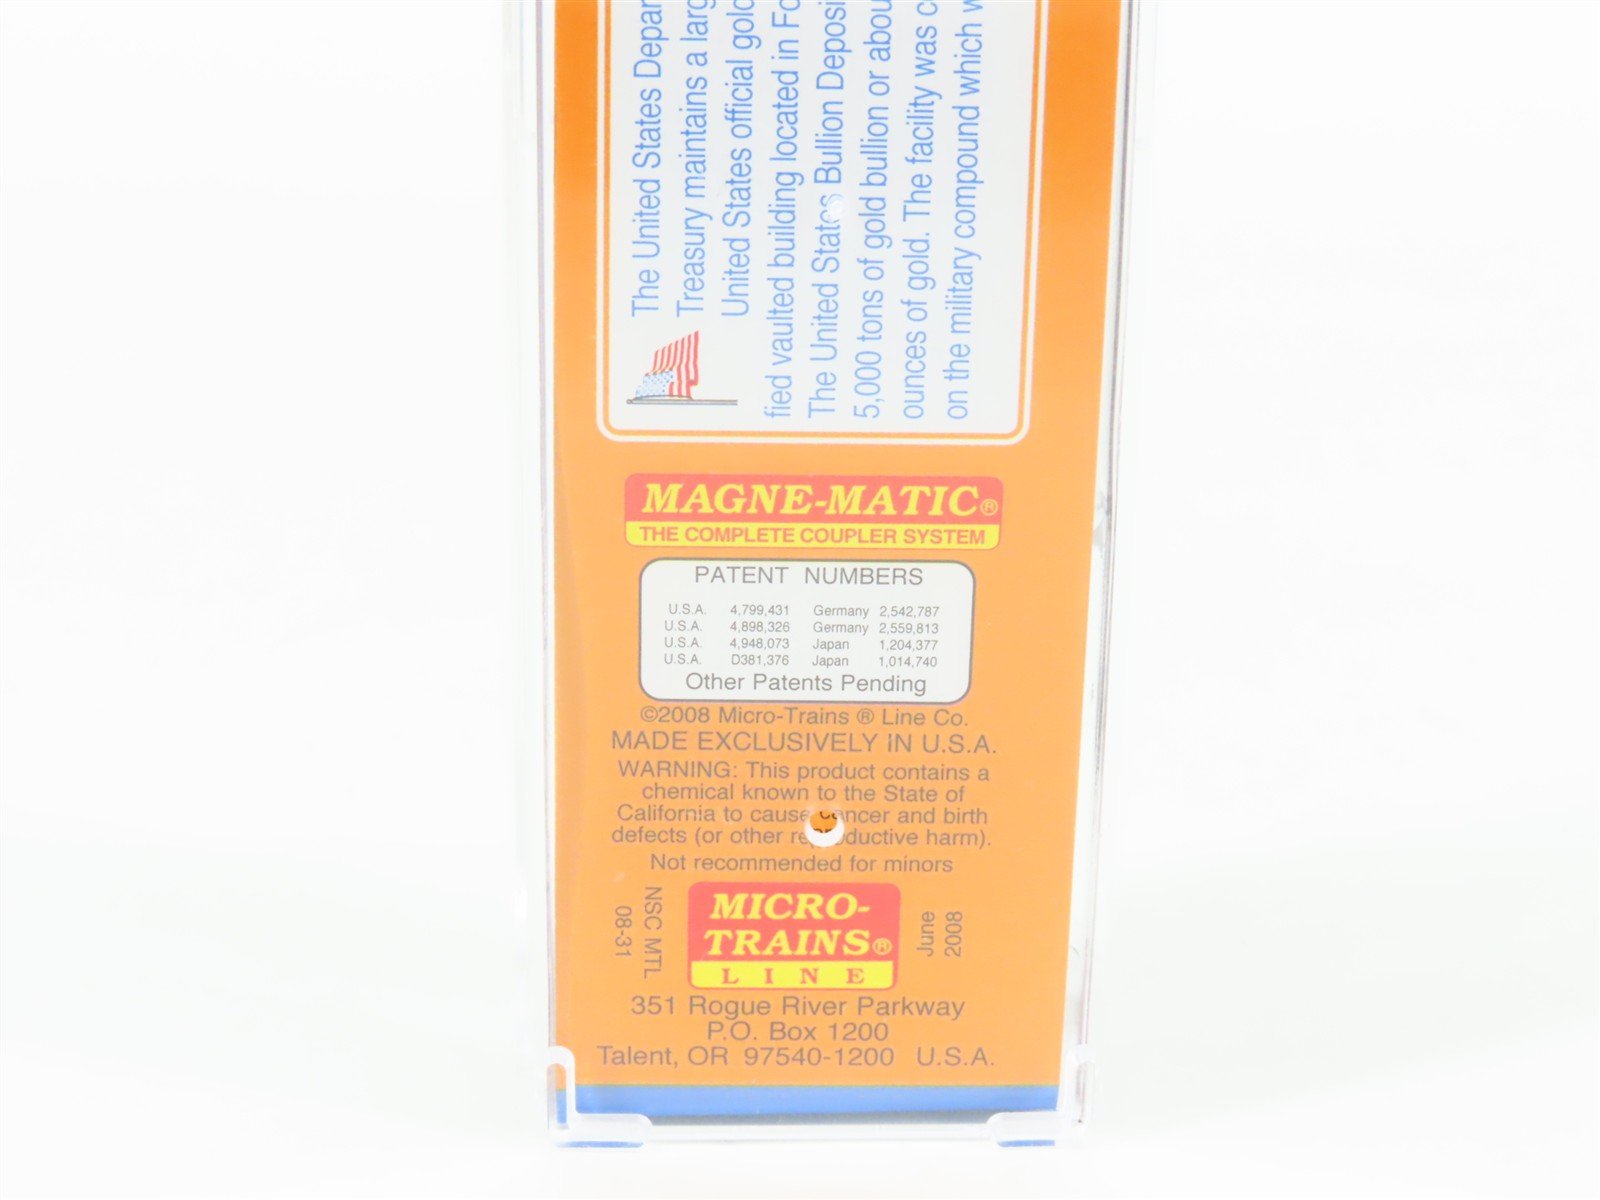 The United States Depar
Treasury maintains a larg
United States official gold
fied vaulted building located in Fo
The United States Bullion Deposi
5,000 tons of gold bullion or abou
ounces of gold. The facility was c
on the military compound which w
MAGNE-MATIC®
THE COMPLETE COUPLER SYSTEM
PATENT NUMBERS
U.S.A. 4,799,431 Germany 2,542,787
U.S.A. 4,898,326 Germany 2,559,813
U.S.A. 4,948,073 Japan 1,204,377
U.S.A. D381,376 Japan 1,014,740
Other Patents Pending
©2008 Micro-Trains ® Line Co.
MADE EXCLUSIVELY IN U.S.A.
WARNING: This product contains a
chemical known to the State of
California to cause cancer and birth
defects (or other reproductive harm).
Not recommended for minors
NSC MTL
08-31
MICRO-
TRAINS®
LINE
June
2008
351 Rogue River Parkway
P.O. Box 1200
Talent, OR 97540-1200 U.S.A.